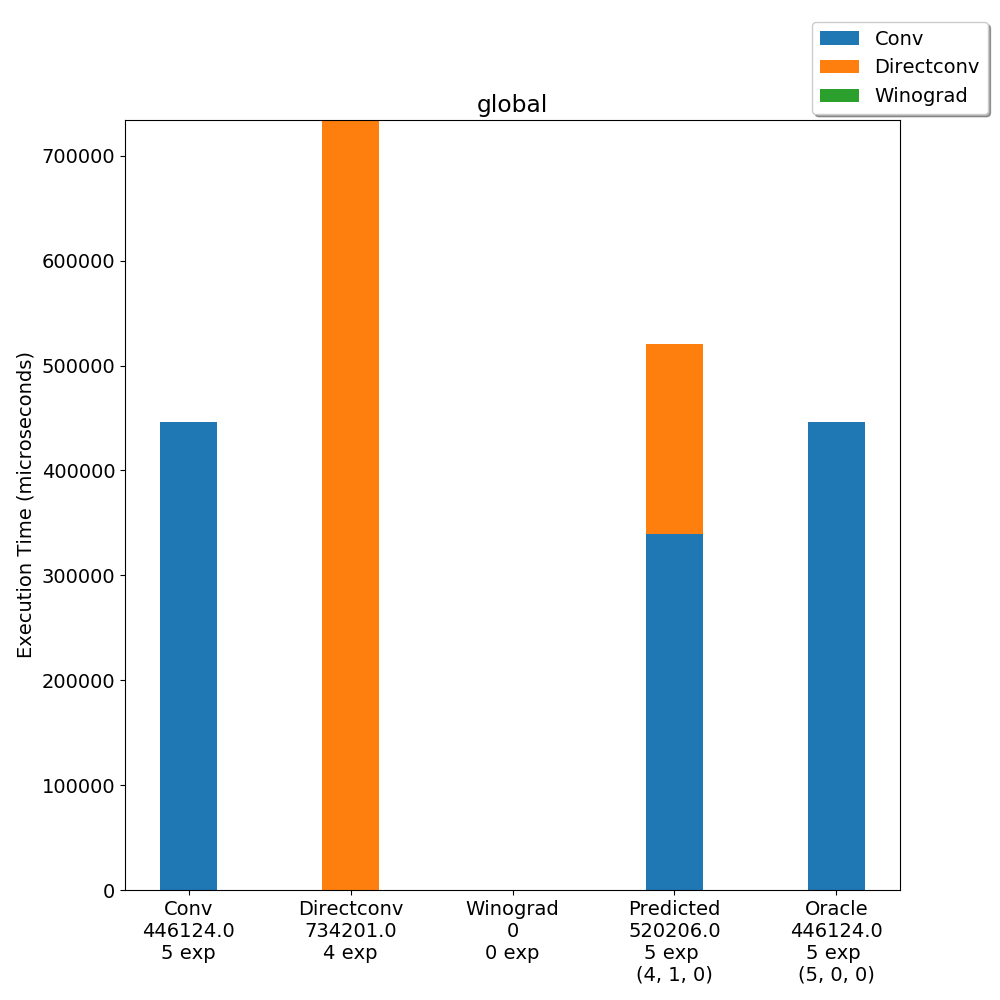 Conv
Directconv
Winograd
global
Execution Time (microseconds)
700000
600000
500000
400000
300000
200000
100000
0
Conv
446124.0
5 exp
Directconv
734201.0
4 exp
Winograd
0
0 exp
Predicted
520206.0
5 exp
(4, 1, 0)
Oracle
446124.0
5 exp
(5, 0, 0)